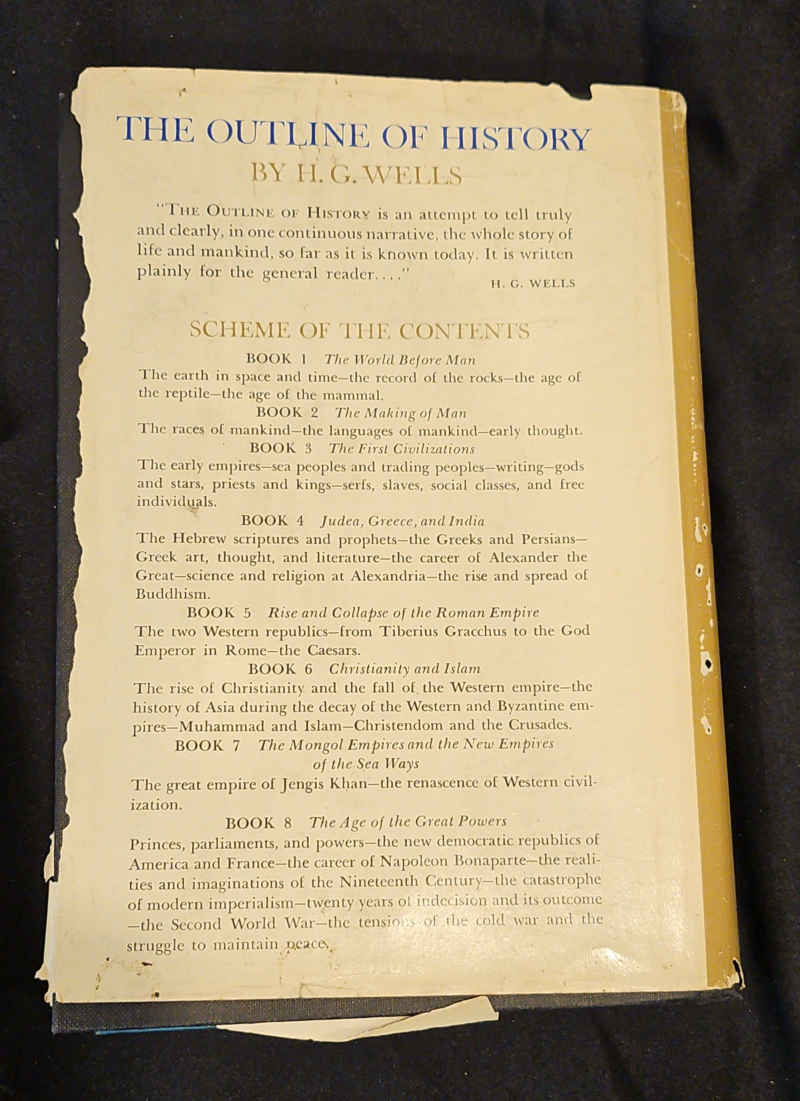 THE OUTLINE OF HISTORY
BY H. G. WELLS
"THE OUTLINE OF HISTORY is an attempt to tell truly
and clearly, in one continuous narrative, the whole story of
life and mankind, so far as it is known today. It is written
plainly for the general reader. . . ."
H. G. WELLS
SCHEME OF THE CONTENTS
BOOK 1 The World Before Man
The earth in space and time—the record of the rocks—the age of
the reptile—the age of the mammal.
BOOK 2 The Making of Man
The races of mankind—the languages of mankind—early thought.
BOOK 3 The First Civilizations
The early empires—sea peoples and trading peoples—writing—gods
and stars, priests and kings—serfs, slaves, social classes, and free
individuals.
BOOK 4 Judea, Greece, and India
The Hebrew scriptures and prophets—the Greeks and Persians—
Greek art, thought, and literature—the career of Alexander the
Great—science and religion at Alexandria—the rise and spread of
Buddhism.
BOOK 5 Rise and Collapse of the Roman Empire
The two Western republics—from Tiberius Gracchus to the God
Emperor in Rome—the Caesars.
BOOK 6 Christianity and Islam
The rise of Christianity and the fall of the Western empire—the
history of Asia during the decay of the Western and Byzantine em-
pires—Muhammad and Islam—Christendom and the Crusades.
BOOK 7 The Mongol Empires and the New Empires
of the Sea Ways
The great empire of Jengis Khan—the renascence of Western civil-
ization.
BOOK 8 The Age of the Great Powers
Princes, parliaments, and powers—the new democratic republics of
America and France—the career of Napoleon Bonaparte—the reali-
ties and imaginations of the Nineteenth Century—the catastrophe
of modern imperialism—twenty years of indecision and its outcome
—the Second World War—the tensions of the cold war and the
struggle to maintain peace.